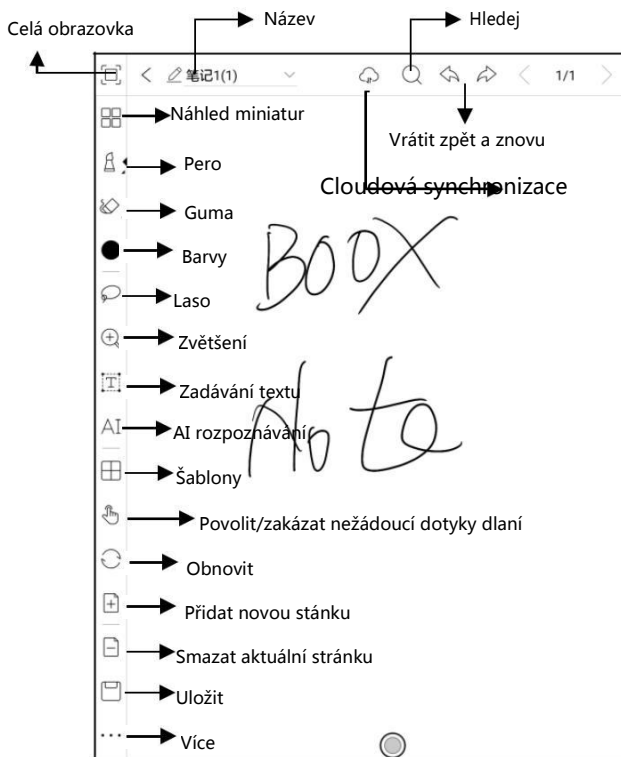 Celá obrazovka
Název
Hledej
笔记1(1)
1/1
Náhled miniatur
Vrátit zpět a znovu
Pero
Cloudová synchronizace
Guma
BOOX
Barvy
Laso
Zvětšení
T
Zadávání textu
Note
AI
AI rozpoznávání
Šablony
Povolit/zakázat nežádoucí dotyky dlaní
Obnovit
Přidat novou stánku
Smazat aktuální stránku
Uložit
Více